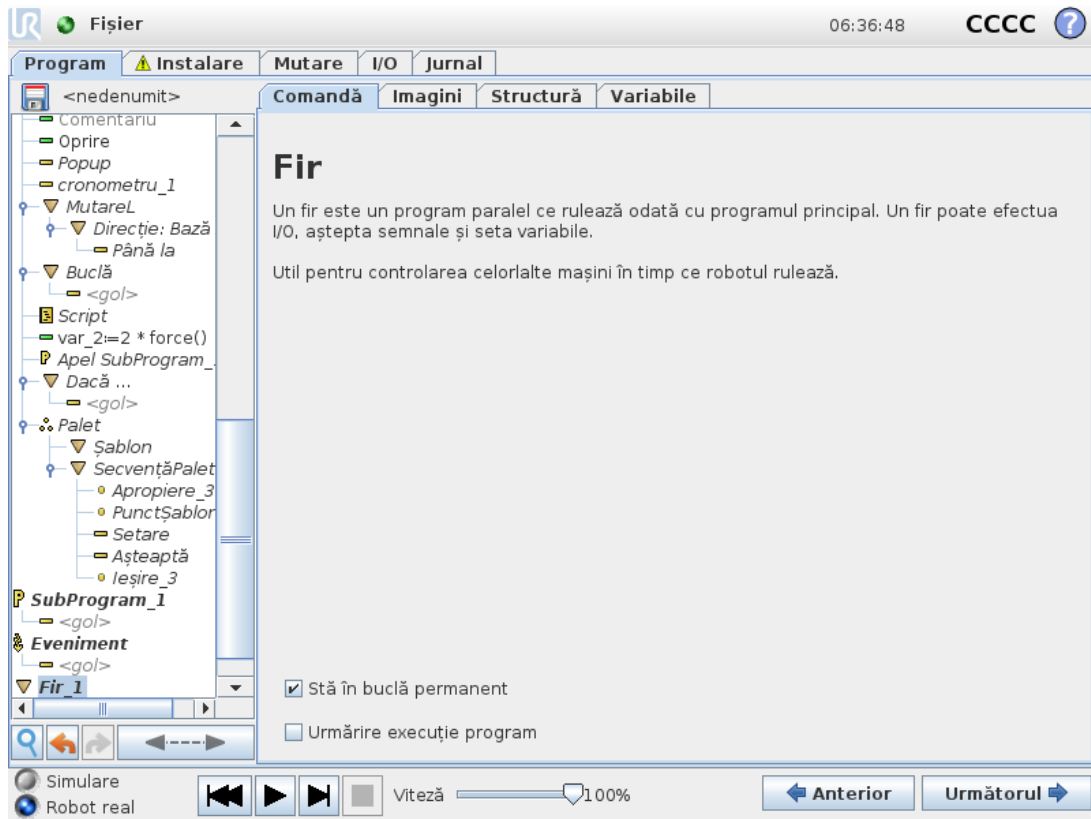 UR Fișier 06:36:48 CCCC ?
Program Instalare Mutare I/O Jurnal
<nedenumit> Comandă Imagini Structură Variabile
Comentariu
Oprire
Popup
cronometru_1
MutareL
Direcție: Bază
Până la
Buclă
<gol>
Script
var_2:=2 * force()
Apel SubProgram_
Dacă ...
<gol>
Palet
Șablon
SecvențăPalet
Apropiere_3
PunctȘablon
Setare
Așteaptă
Ieșire_3
SubProgram_1
<gol>
Eveniment
<gol>
Fir_1
Fir
Un fir este un program paralel ce rulează odată cu programul principal. Un fir poate efectua
I/O, aștepta semnale și seta variabile.
Util pentru controlarea celorlalte mașini în timp ce robotul rulează.
Stă în buclă permanent
Urmărire execuție program
Simulare
Robot real
Viteză 100%
Anterior Următorul